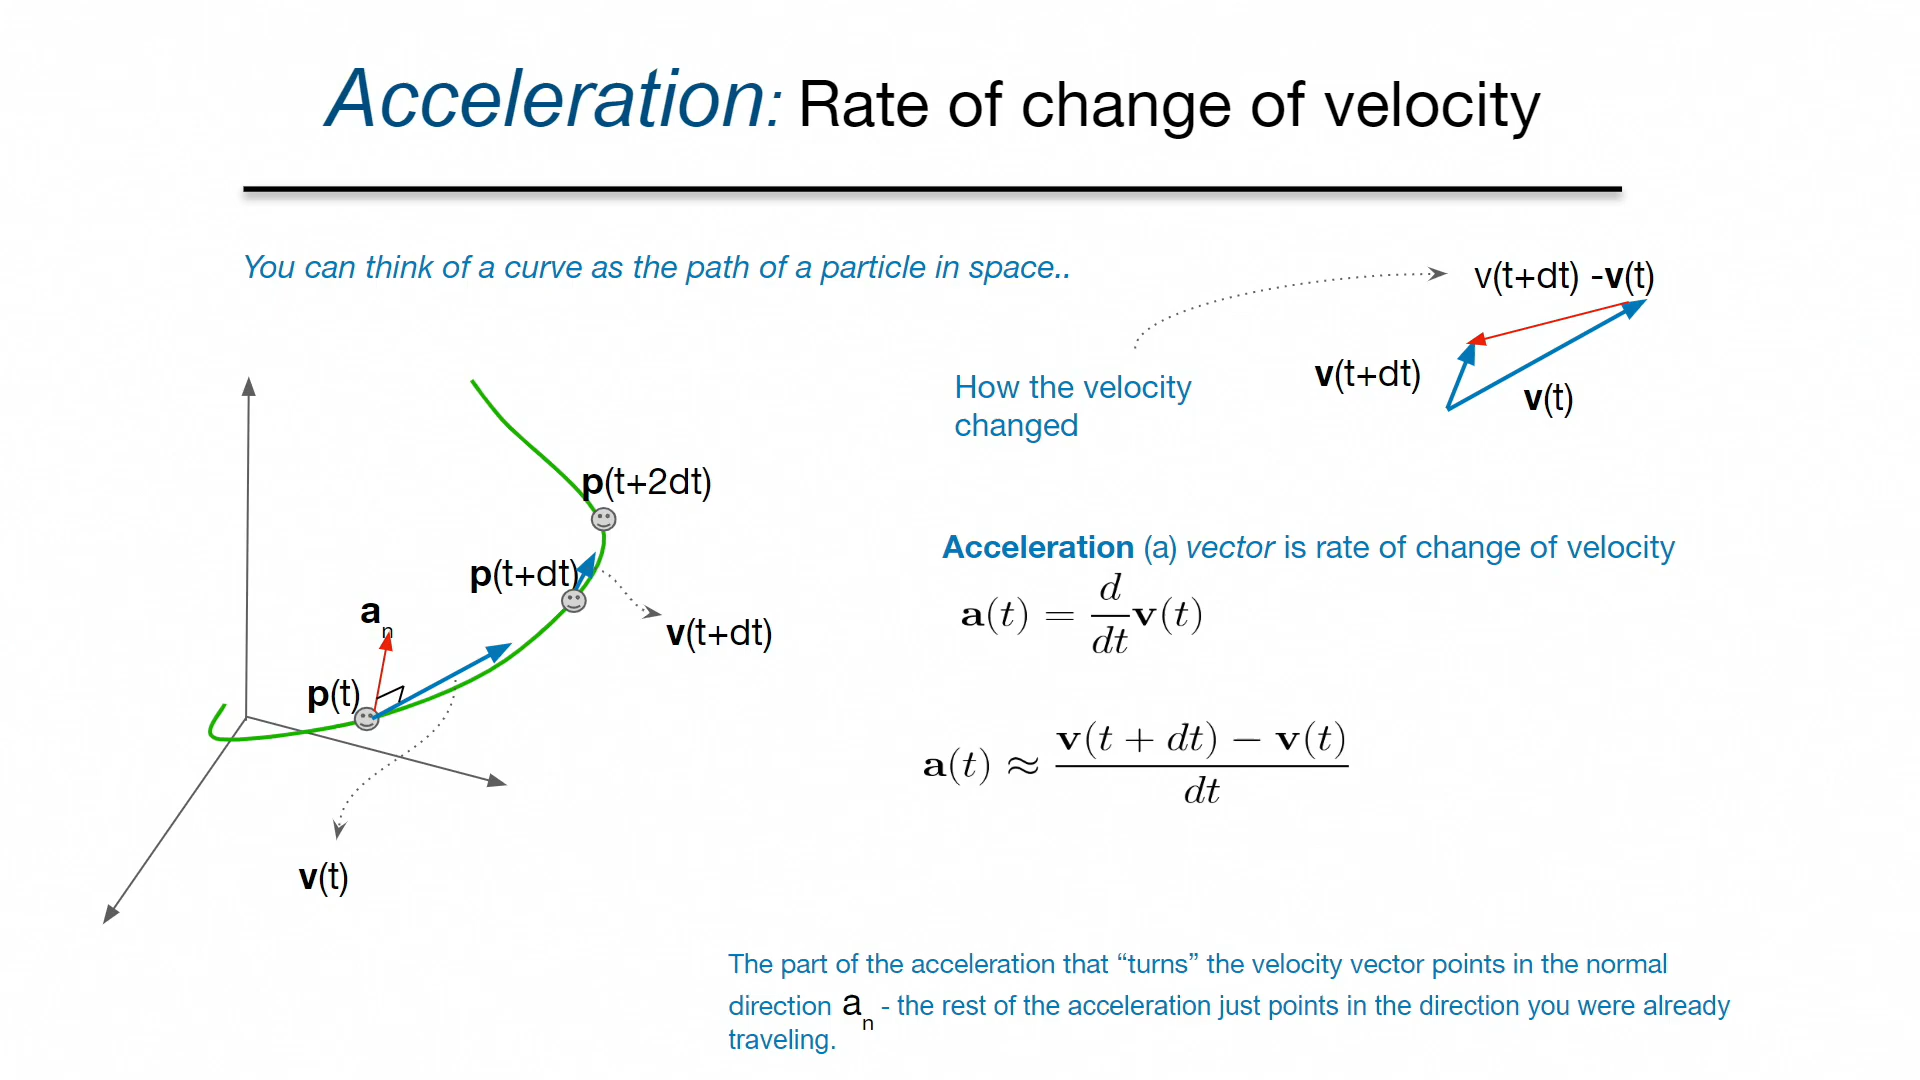 Acceleration: Rate of change of velocity
You can think of a curve as the path of a particle in space..
v(t+dt) -v(t)
v(t+dt)
v(t)
How the velocity
changed
p(t+2dt)
p(t+dt)
a_n
v(t+dt)
p(t)
v(t)
Acceleration (a) vector is rate of change of velocity
a(t) = d/dt v(t)
a(t) ≈ (v(t + dt) − v(t))/dt
The part of the acceleration that “turns” the velocity vector points in the normal
direction a_n - the rest of the acceleration just points in the direction you were already
traveling.